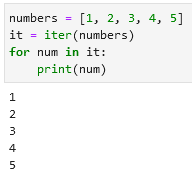 numbers = [1, 2, 3, 4, 5]
it = iter(numbers)
for num in it:
    print(num)
1
2
3
4
5